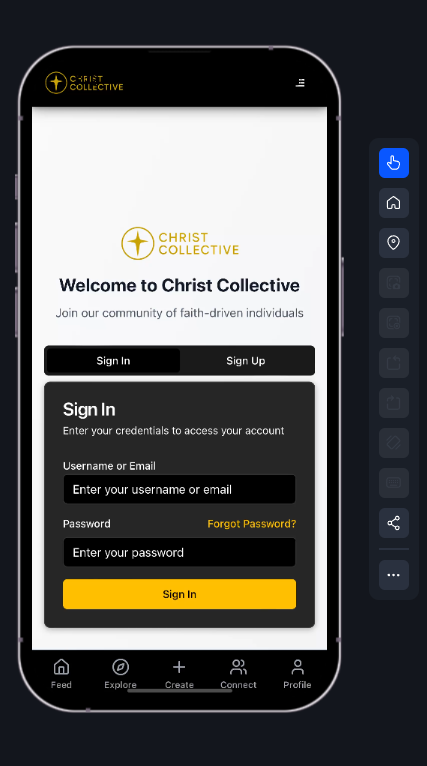 CHRIST
COLLECTIVE
CHRIST
COLLECTIVE
Welcome to Christ Collective
Join our community of faith-driven individuals
Sign In
Sign Up
Sign In
Enter your credentials to access your account
Username or Email
Enter your username or email
Password
Forgot Password?
Enter your password
Sign In
Feed
Explore
Create
Connect
Profile